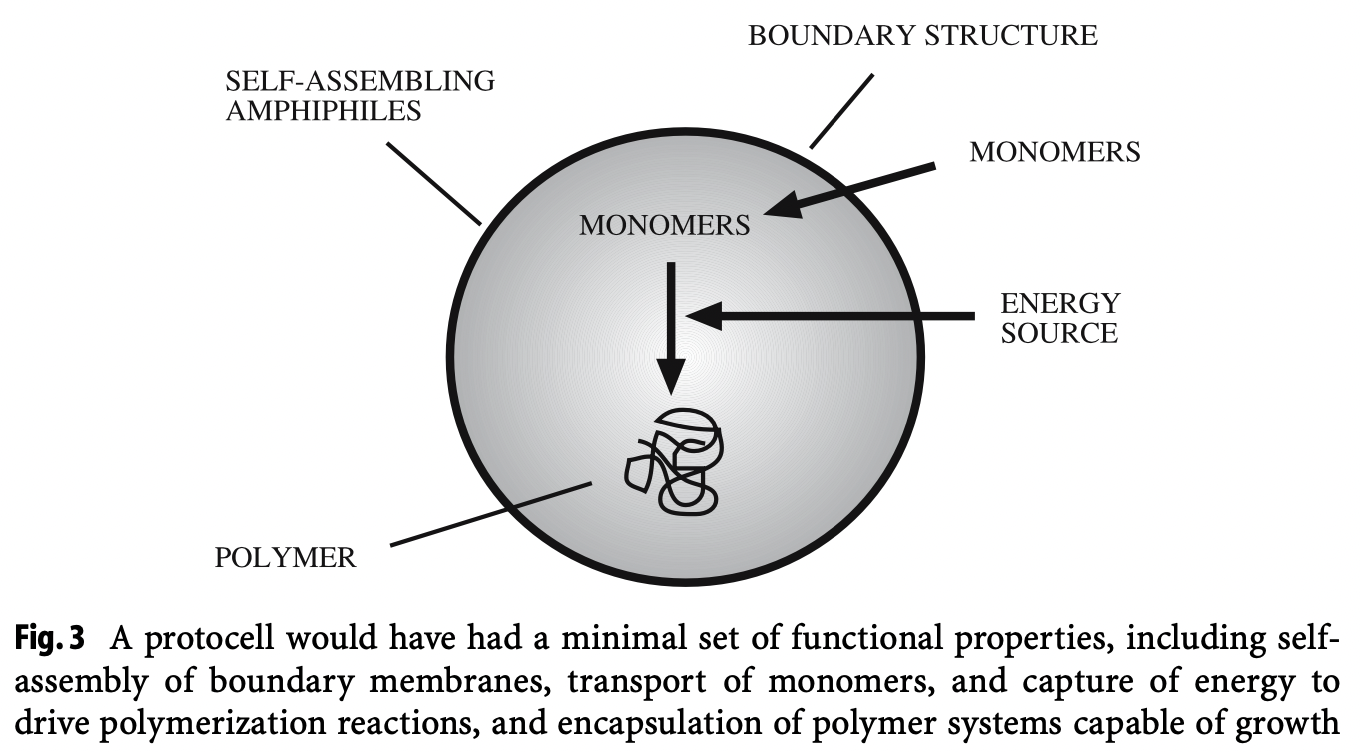 BOUNDARY STRUCTURE
SELF-ASSEMBLING
AMPHIPHILES
MONOMERS
MONOMERS
ENERGY
SOURCE
POLYMER
Fig. 3 A protocell would have had a minimal set of functional properties, including self-
assembly of boundary membranes, transport of monomers, and capture of energy to
drive polymerization reactions, and encapsulation of polymer systems capable of growth